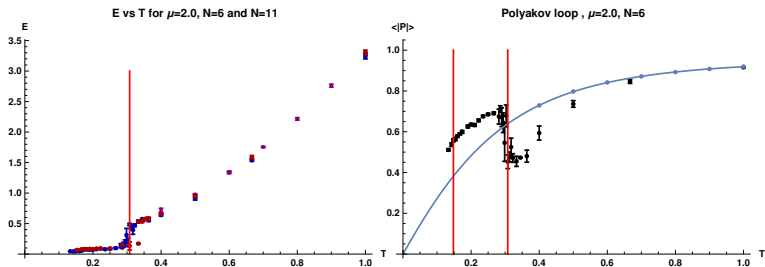 E vs T for μ=2.0, N=6 and N=11
E
3.5
3.0
2.5
2.0
1.5
1.0
0.5
0.2 0.4 0.6 0.8 1.0
T
Polyakov loop , μ=2.0, N=6
<|P|>
1.0
0.8
0.6
0.4
0.2
0.2 0.4 0.6 0.8 1.0
T